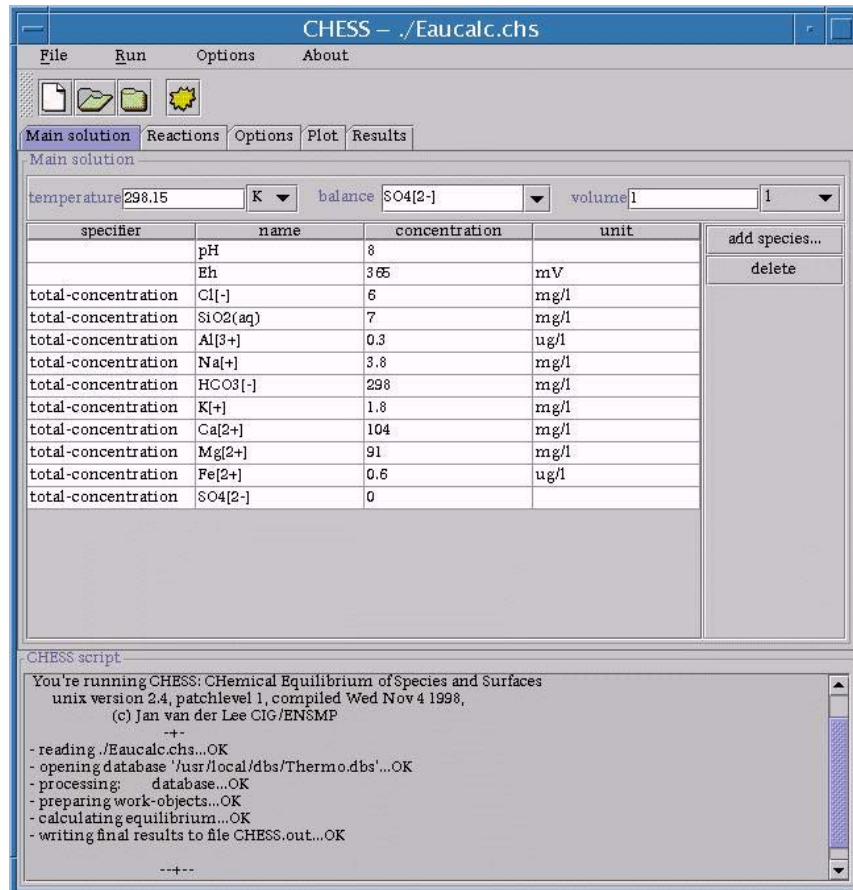 CHESS – ./Eaucalc.chs
File Run Options About
Main solution Reactions Options Plot Results
Main solution
temperature 298.15 K balance SO4[2-] volume 1 l
specifier name concentration unit add species...
pH 8
Eh 365 mV delete
total-concentration Cl[-] 6 mg/l
total-concentration SiO2(aq) 7 mg/l
total-concentration Al[3+] 0.3 ug/l
total-concentration Na[+] 3.8 mg/l
total-concentration HCO3[-] 298 mg/l
total-concentration K[+] 1.8 mg/l
total-concentration Ca[2+] 104 mg/l
total-concentration Mg[2+] 91 mg/l
total-concentration Fe[2+] 0.6 ug/l
total-concentration SO4[2-] 0
CHESS script
You're running CHESS: CHemical Equilibrium of Species and Surfaces
unix version 2.4, patchlevel 1, compiled Wed Nov 4 1998,
(c) Jan van der Lee CIG/ENSMP
-+-
- reading ./Eaucalc.chs...OK
- opening database '/usr/local/dbs/Thermo.dbs'...OK
- processing: database...OK
- preparing work-objects...OK
- calculating equilibrium...OK
- writing final results to file CHESS.out...OK
--+--